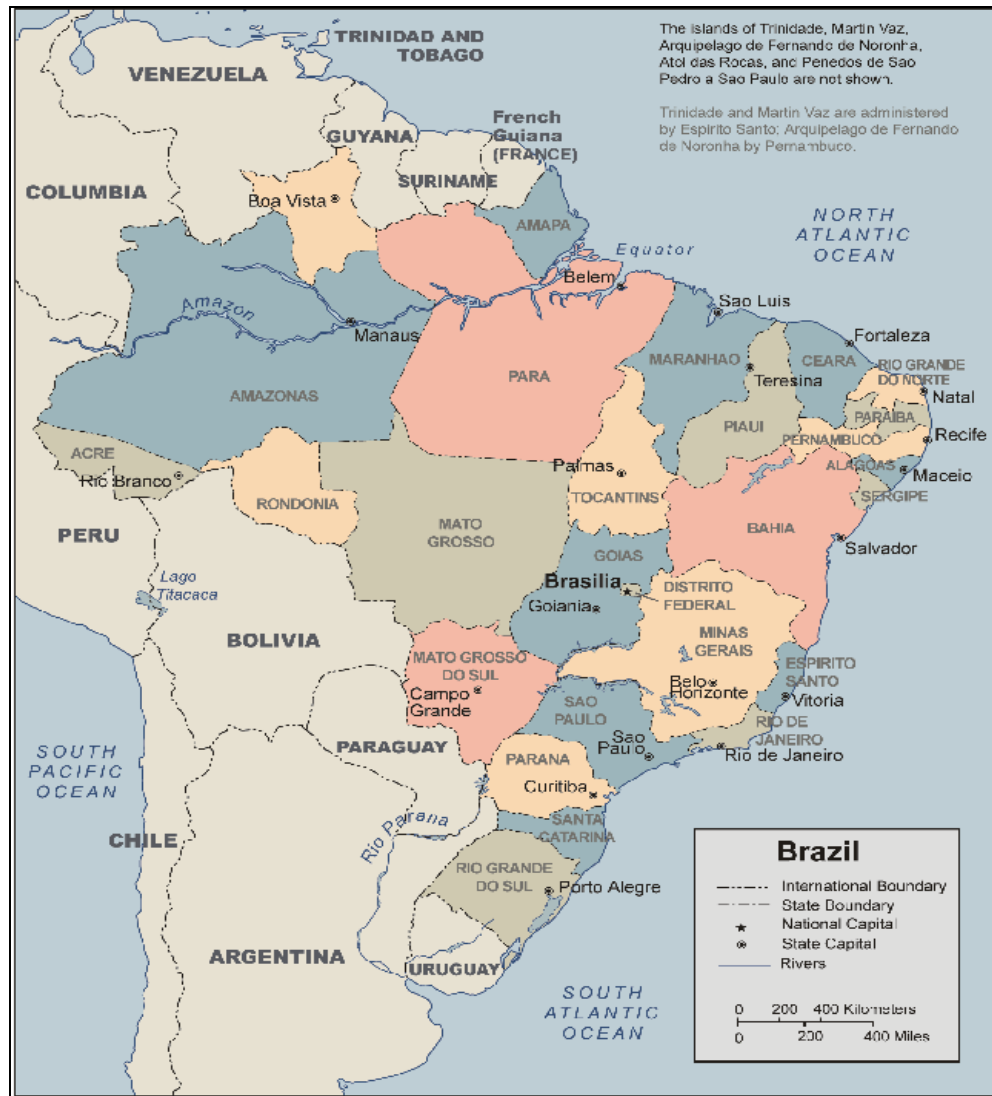 TRINIDAD AND
TOBAGO
The Islands of Trinidade, Martin Vaz,
Arquipelago de Fernando de Noronha,
Atol das Rocas, and Penedos de Sao
Pedro a Sao Paulo are not shown.
Trinidade and Martin Vaz are administered
by Espirito Santo; Arquipelago de Fernando
de Noronha by Pernambuco.
VENEZUELA
GUYANA
French
Guiana
(FRANCE)
SURINAME
COLUMBIA
Boa Vista
AMAPA
NORTH
ATLANTIC
OCEAN
Equator
Belem
Amazon
Manaus
Sao Luis
Fortaleza
MARANHAO
CEARA
RIO GRANDE
DO NORTE
Teresina
Natal
AMAZONAS
PARA
PIAUI
PARAIBA
PERNAMBUCO
Recife
ACRE
Rio Branco
Palmas
ALAGOAS
Maceio
RONDONIA
TOCANTINS
SERGIPE
PERU
MATO
GROSSO
BAHIA
Salvador
GOIAS
Lago
Titacaca
Brasilia
DISTRITO
FEDERAL
Goiania
BOLIVIA
MINAS
GERAIS
MATO GROSSO
DO SUL
ESPIRITO
SANTO
Campo
Grande
Belo
Horizonte
Vitoria
SAO
PAULO
RIO DE
JANEIRO
Sao
Paulo
Rio de Janeiro
PARAGUAY
SOUTH
PACIFIC
OCEAN
PARANA
Curitiba
Rio Parana
SANTA
CATARINA
CHILE
RIO GRANDE
DO SUL
Porto Alegre
ARGENTINA
URUGUAY
SOUTH
ATLANTIC
OCEAN
Brazil
International Boundary
State Boundary
National Capital
State Capital
Rivers
0 200 400 Kilometers
0 200 400 Miles